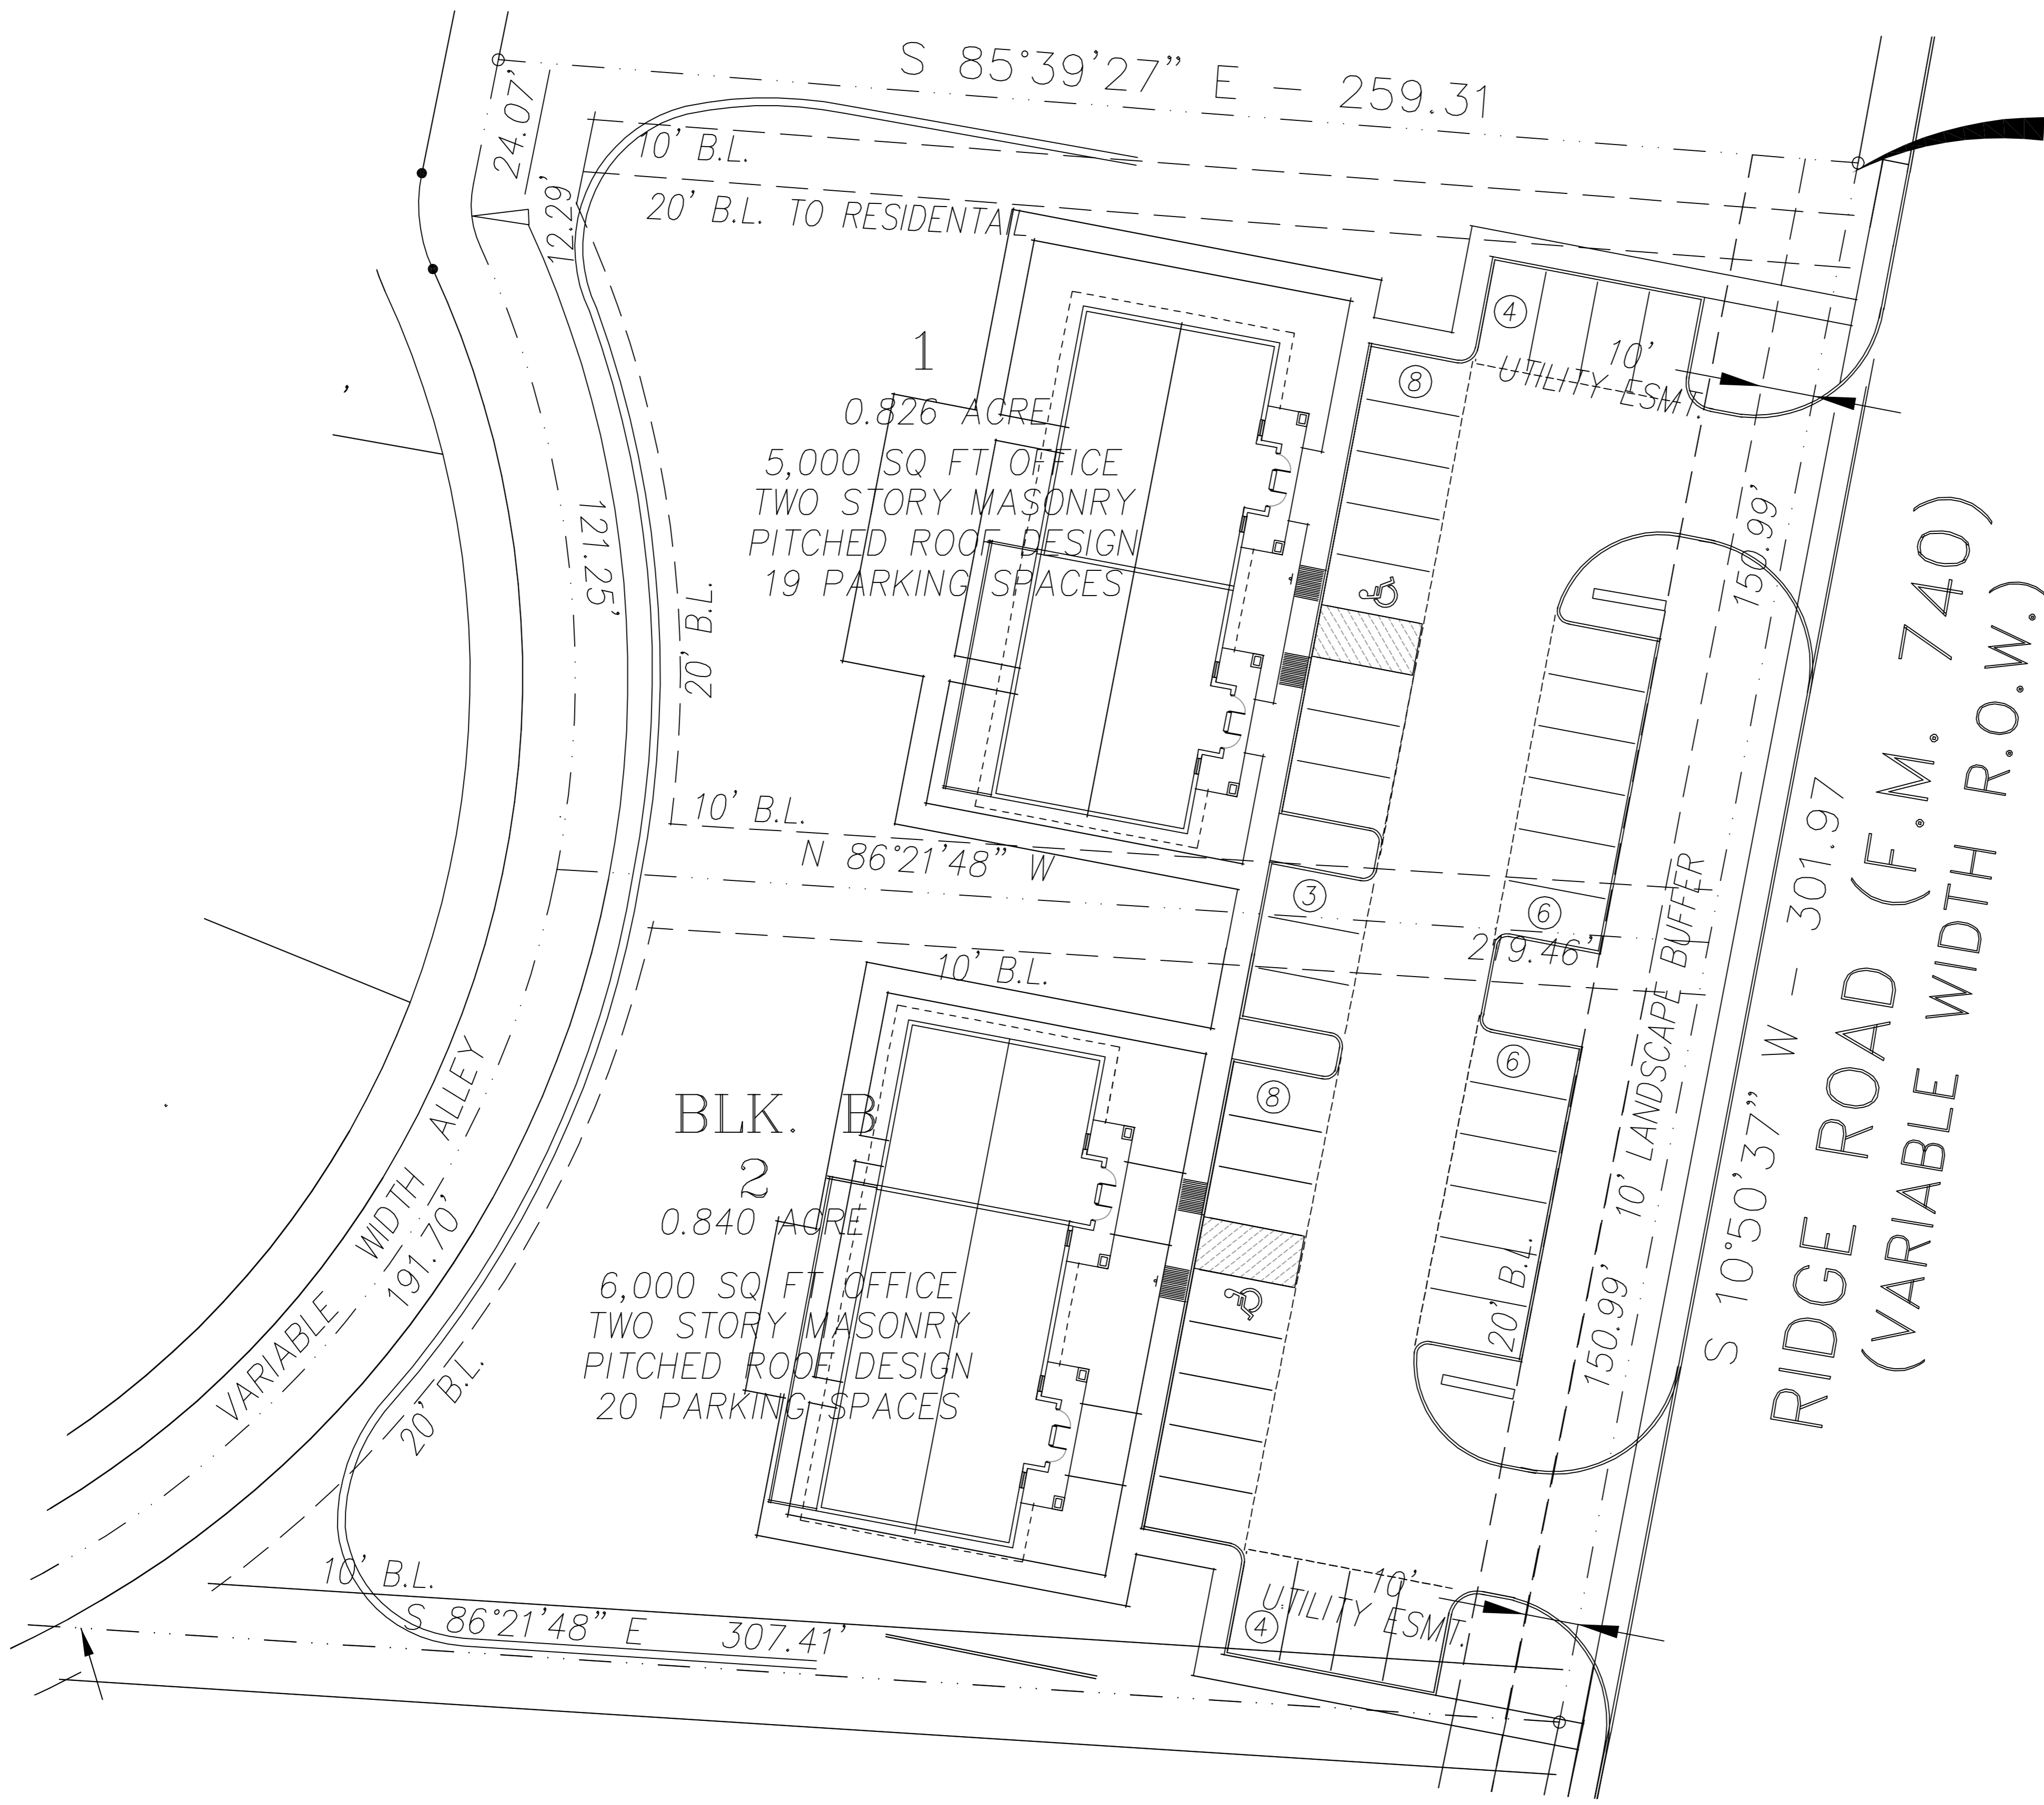 S 85°39'27" E - 259.31
24.07'
10' B.L.
12.29'
20' B.L. TO RESIDENTAIL
1
0.826 ACRE
5,000 SQ FT OFFICE
TWO STORY MASONRY
PITCHED ROOF DESIGN
19 PARKING SPACES
4
10'
UTILITY ESMT.
8
121.25'
20' B.L.
150.99'
10' B.L.
N 86°21'48" W
3
6
219.46'
10' B.L.
6
8
10' LANDSCAPE BUFFER
S 10°50'37" W - 301.97
RIDGE ROAD (F.M. 740)
(VARIABLE WIDTH R.O.W.)
BLK. B
2
0.840 ACRE
6,000 SQ FT OFFICE
TWO STORY MASONRY
PITCHED ROOF DESIGN
20 PARKING SPACES
VARIABLE WIDTH ALLEY
191.70'
20' B.L.
20' B.L.
150.99'
10' B.L.
S 86°21'48" E 307.41'
10'
UTILITY ESMT.
4